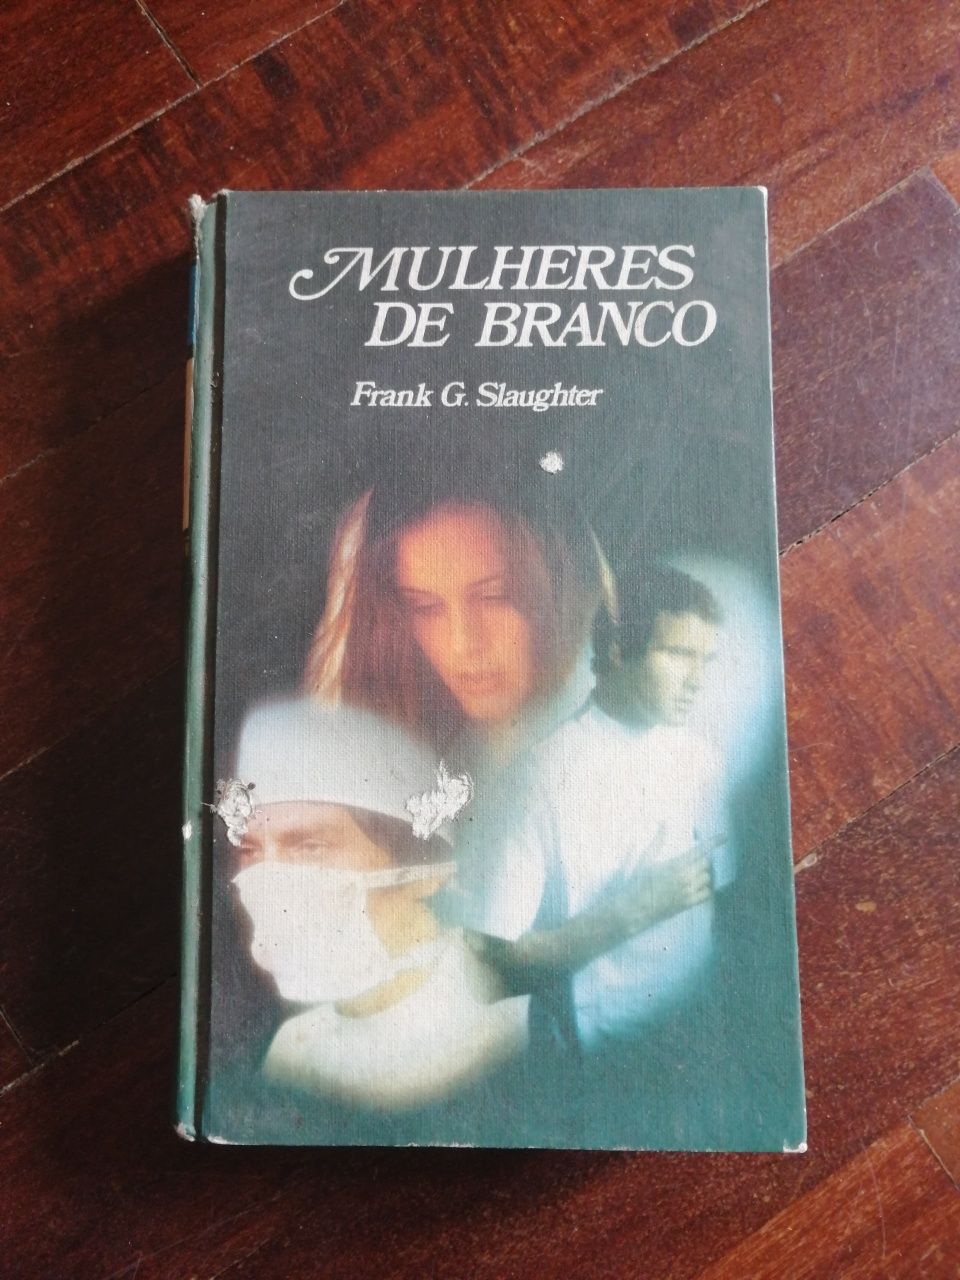 MULHERES
DE BRANCO
Frank G. Slaughter